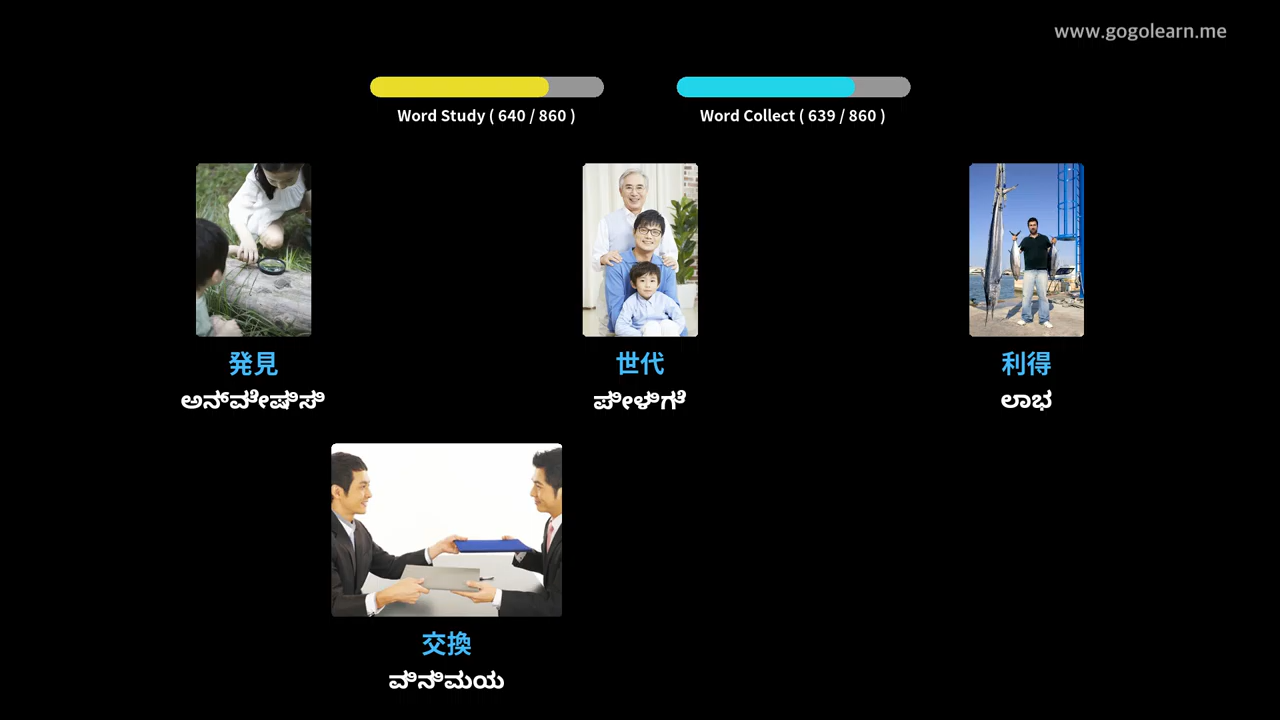 www.gogolearn.me
Word Study ( 640 / 860 )
Word Collect ( 639 / 860 )
発見
世代
利得
ಅನ್ವೇಷಿಸಿ
ಪೀಳಿಗೆ
ಲಾಭ
交換
ವಿನಿಮಯ